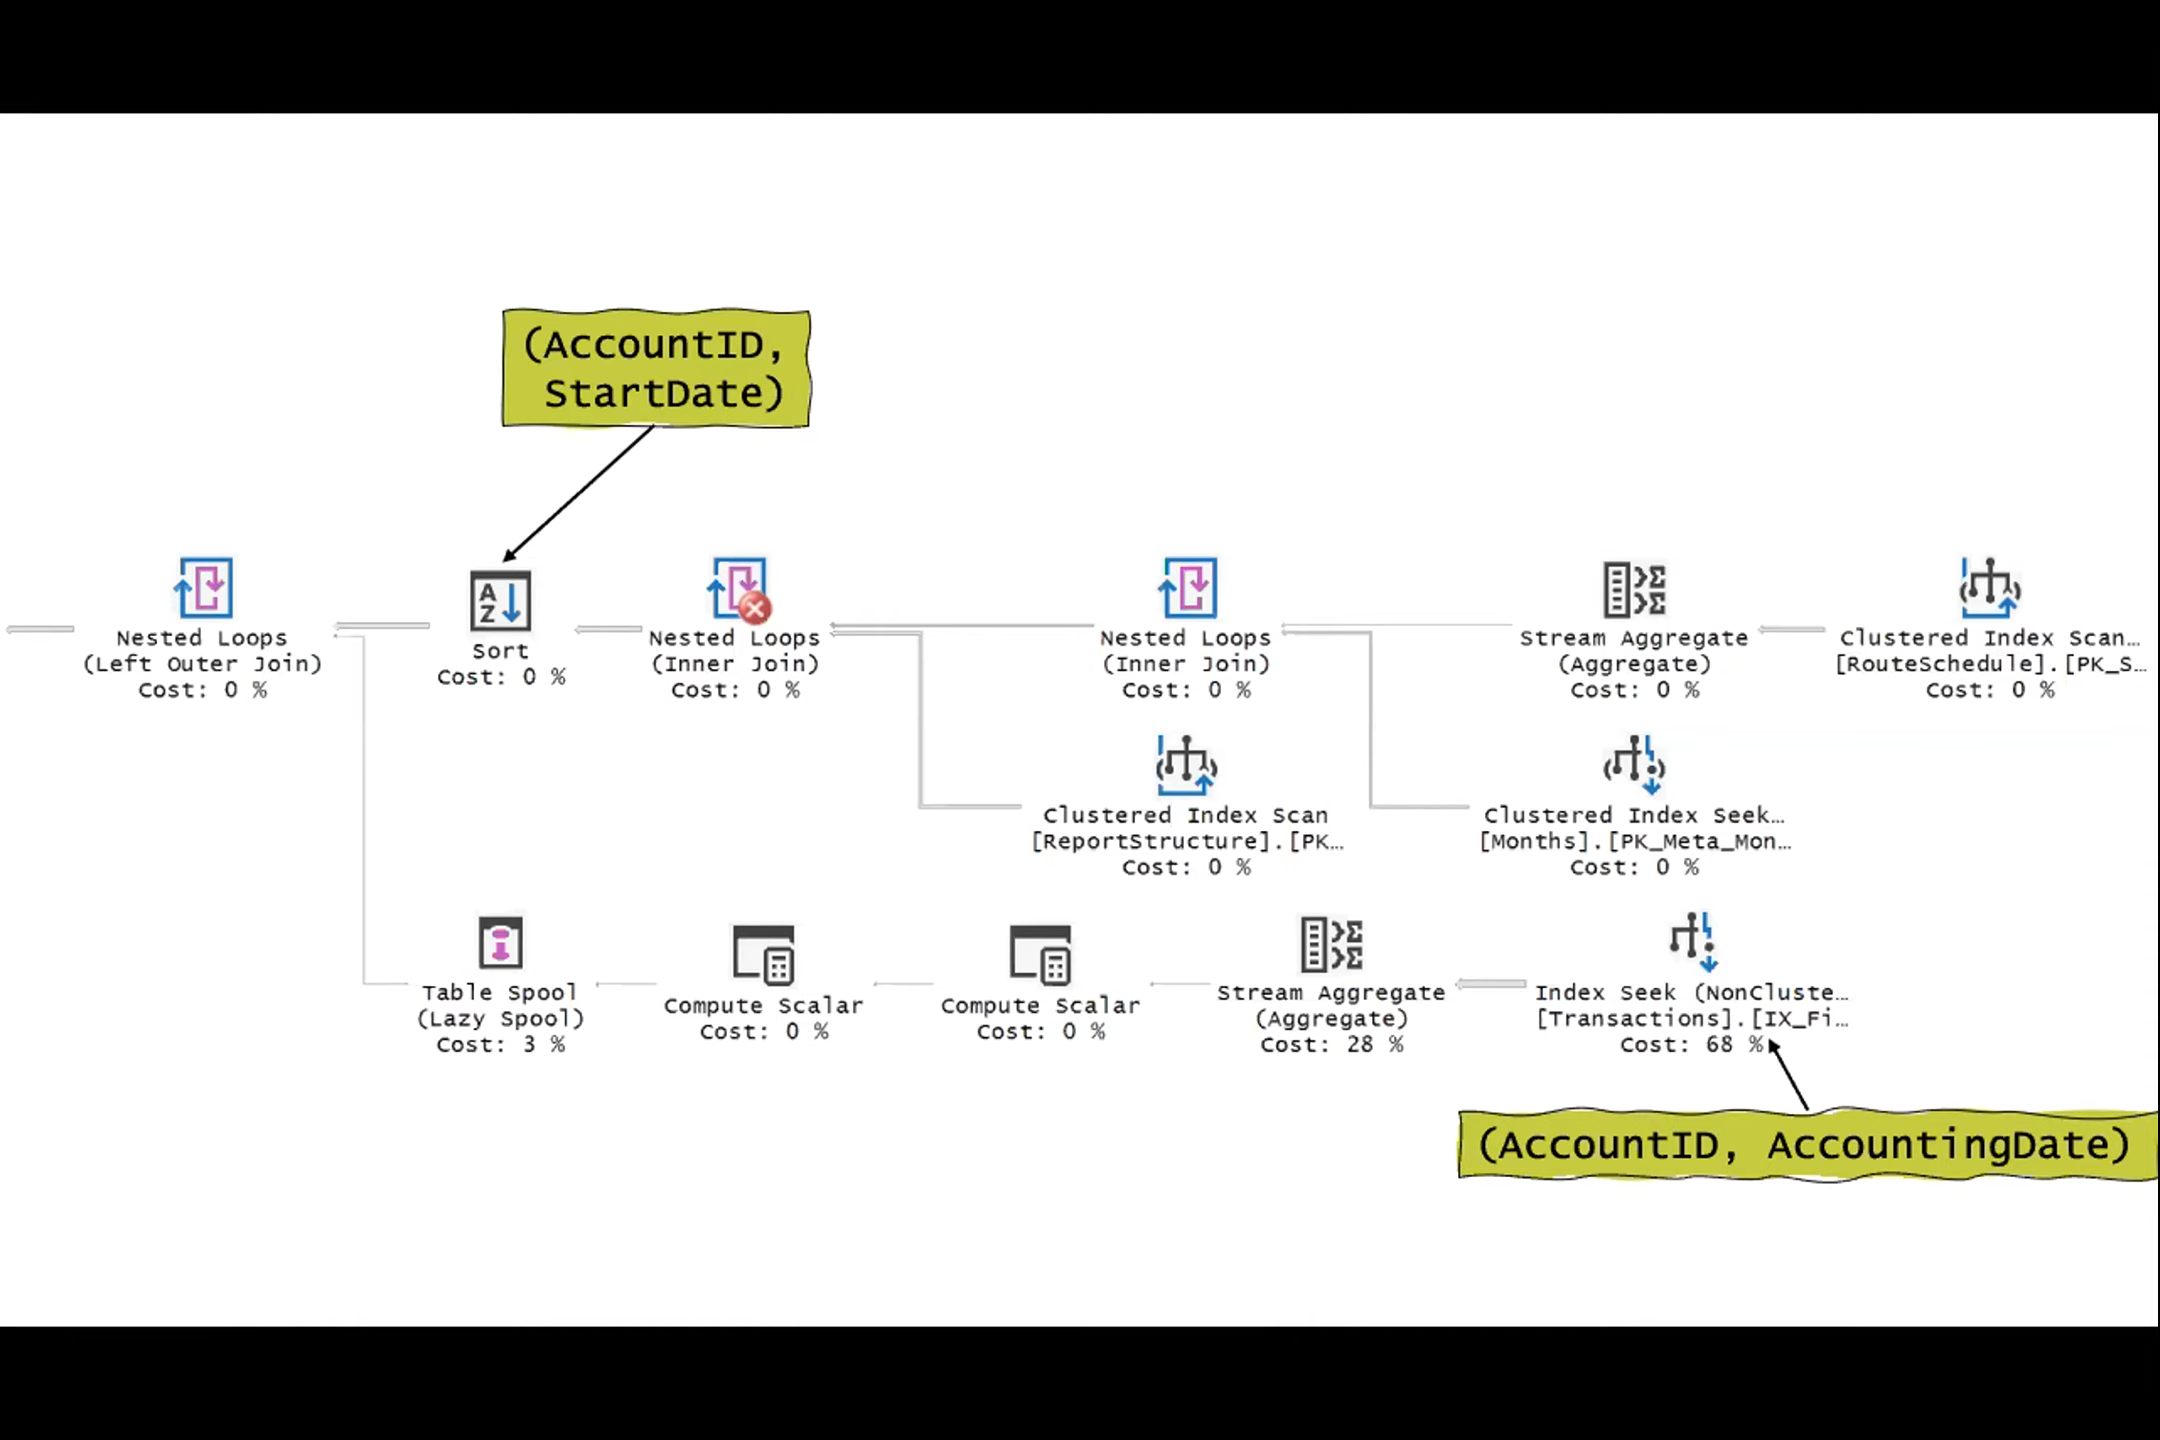 (AccountID,
StartDate)
Nested Loops
(Left Outer Join)
Cost: 0 %
A
Z
Sort
Cost: 0 %
Nested Loops
(Inner Join)
Cost: 0 %
Nested Loops
(Inner Join)
Cost: 0 %
Stream Aggregate
(Aggregate)
Cost: 0 %
Clustered Index Scan…
[RouteSchedule].[PK_S…
Cost: 0 %
Clustered Index Scan
[ReportStructure].[PK…
Cost: 0 %
Clustered Index Seek…
[Months].[PK_Meta_Mon…
Cost: 0 %
Table Spool
(Lazy Spool)
Cost: 3 %
Compute Scalar
Cost: 0 %
Compute Scalar
Cost: 0 %
Stream Aggregate
(Aggregate)
Cost: 28 %
Index Seek (NonCluste…
[Transactions].[IX_Fi…
Cost: 68 %
(AccountID, AccountingDate)